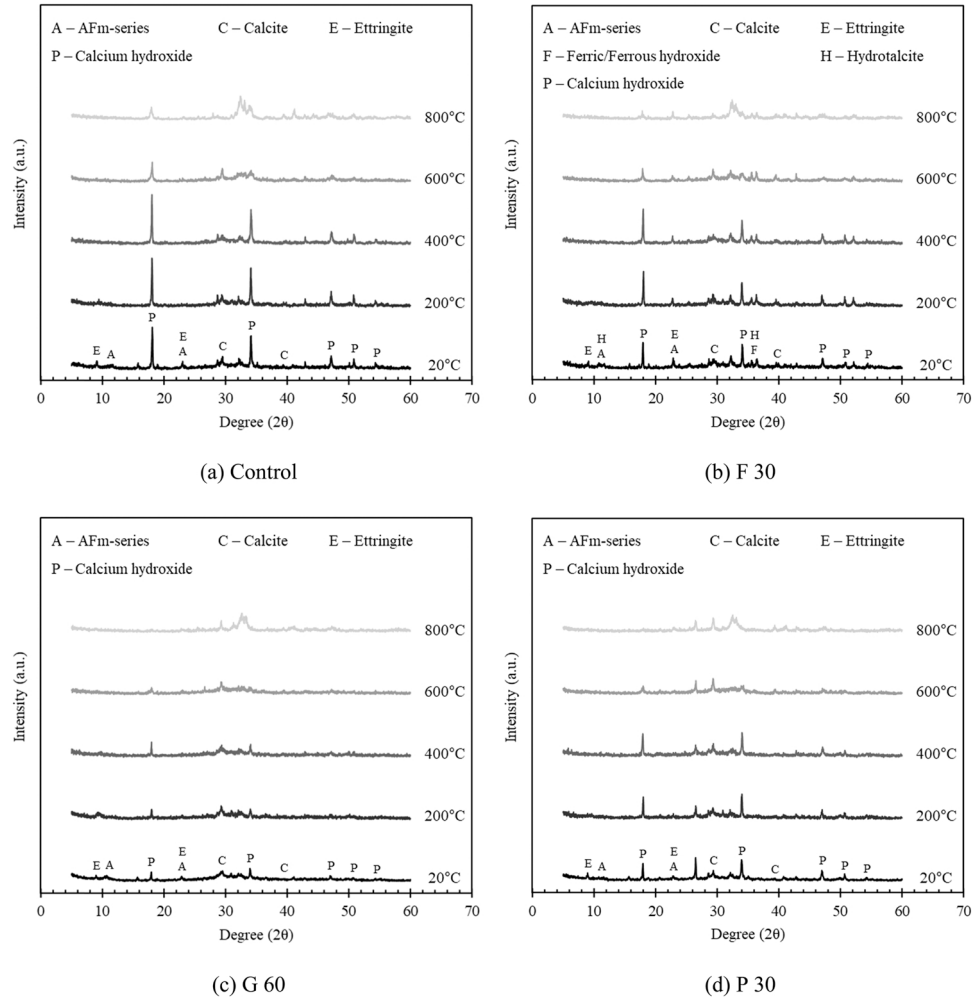 A – AFm-series C – Calcite E – Ettringite
P – Calcium hydroxide
800°C
600°C
400°C
200°C
P
P
E
E A A C C P P P 20°C
Intensity (a.u.)
0 10 20 30 40 50 60 70
Degree (2θ)
(a) Control
A – AFm-series C – Calcite E – Ettringite
F – Ferric/Ferrous hydroxide H – Hydrotalcite
P – Calcium hydroxide
800°C
600°C
400°C
200°C
H P E P H
E A A C F C P P P 20°C
Intensity (a.u.)
0 10 20 30 40 50 60 70
Degree (2θ)
(b) F 30
A – AFm-series C – Calcite E – Ettringite
P – Calcium hydroxide
800°C
600°C
400°C
200°C
E
E A P A C P C P P P 20°C
Intensity (a.u.)
0 10 20 30 40 50 60 70
Degree (2θ)
(c) G 60
A – AFm-series C – Calcite E – Ettringite
P – Calcium hydroxide
800°C
600°C
400°C
200°C
P E P
E A A C C P P P 20°C
Intensity (a.u.)
0 10 20 30 40 50 60 70
Degree (2θ)
(d) P 30